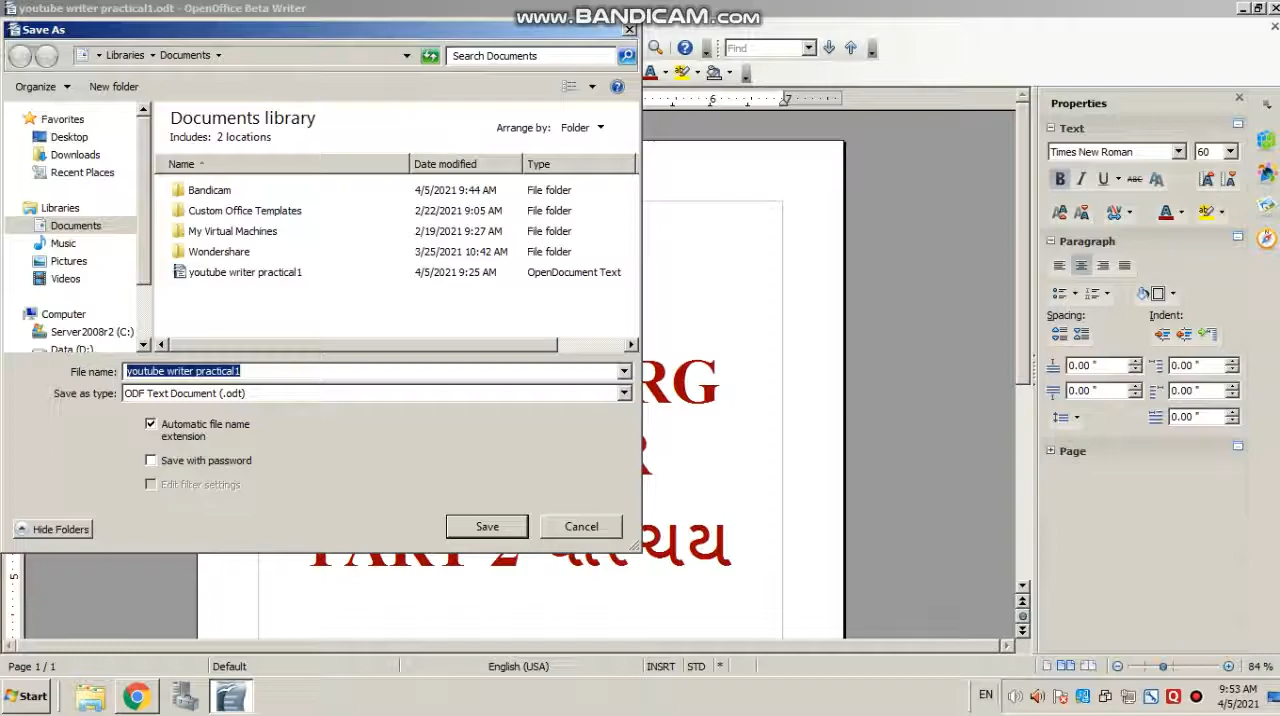 youtube writer practical1.odt - OpenOffice Beta Writer
www.BANDICAM.com
Save As
Libraries Documents
Search Documents
Find
Organize New folder
Documents library
Includes: 2 locations
Arrange by: Folder
Name Date modified Type
Favorites
Desktop
Downloads
Recent Places
Libraries
Documents
Music
Pictures
Videos
Computer
Server2008r2 (C:)
Data (D:)
Bandicam 4/5/2021 9:44 AM File folder
Custom Office Templates 2/22/2021 9:05 AM File folder
My Virtual Machines 2/19/2021 9:27 AM File folder
Wondershare 3/25/2021 10:42 AM File folder
youtube writer practical1 4/5/2021 9:25 AM OpenDocument Text
File name: youtube writer practical1
Save as type: ODF Text Document (.odt)
Automatic file name
extension
Save with password
Edit filter settings
Hide Folders Save Cancel
6 7
5
RG
R
PART 2
Properties
Text
Times New Roman 60
B I U ABC
Paragraph
Spacing: Indent:
0.00 " 0.00 "
0.00 " 0.00 "
0.00 "
Page
Page 1 / 1 Default English (USA) INSRT STD * 84 %
Start EN 9:53 AM
4/5/2021